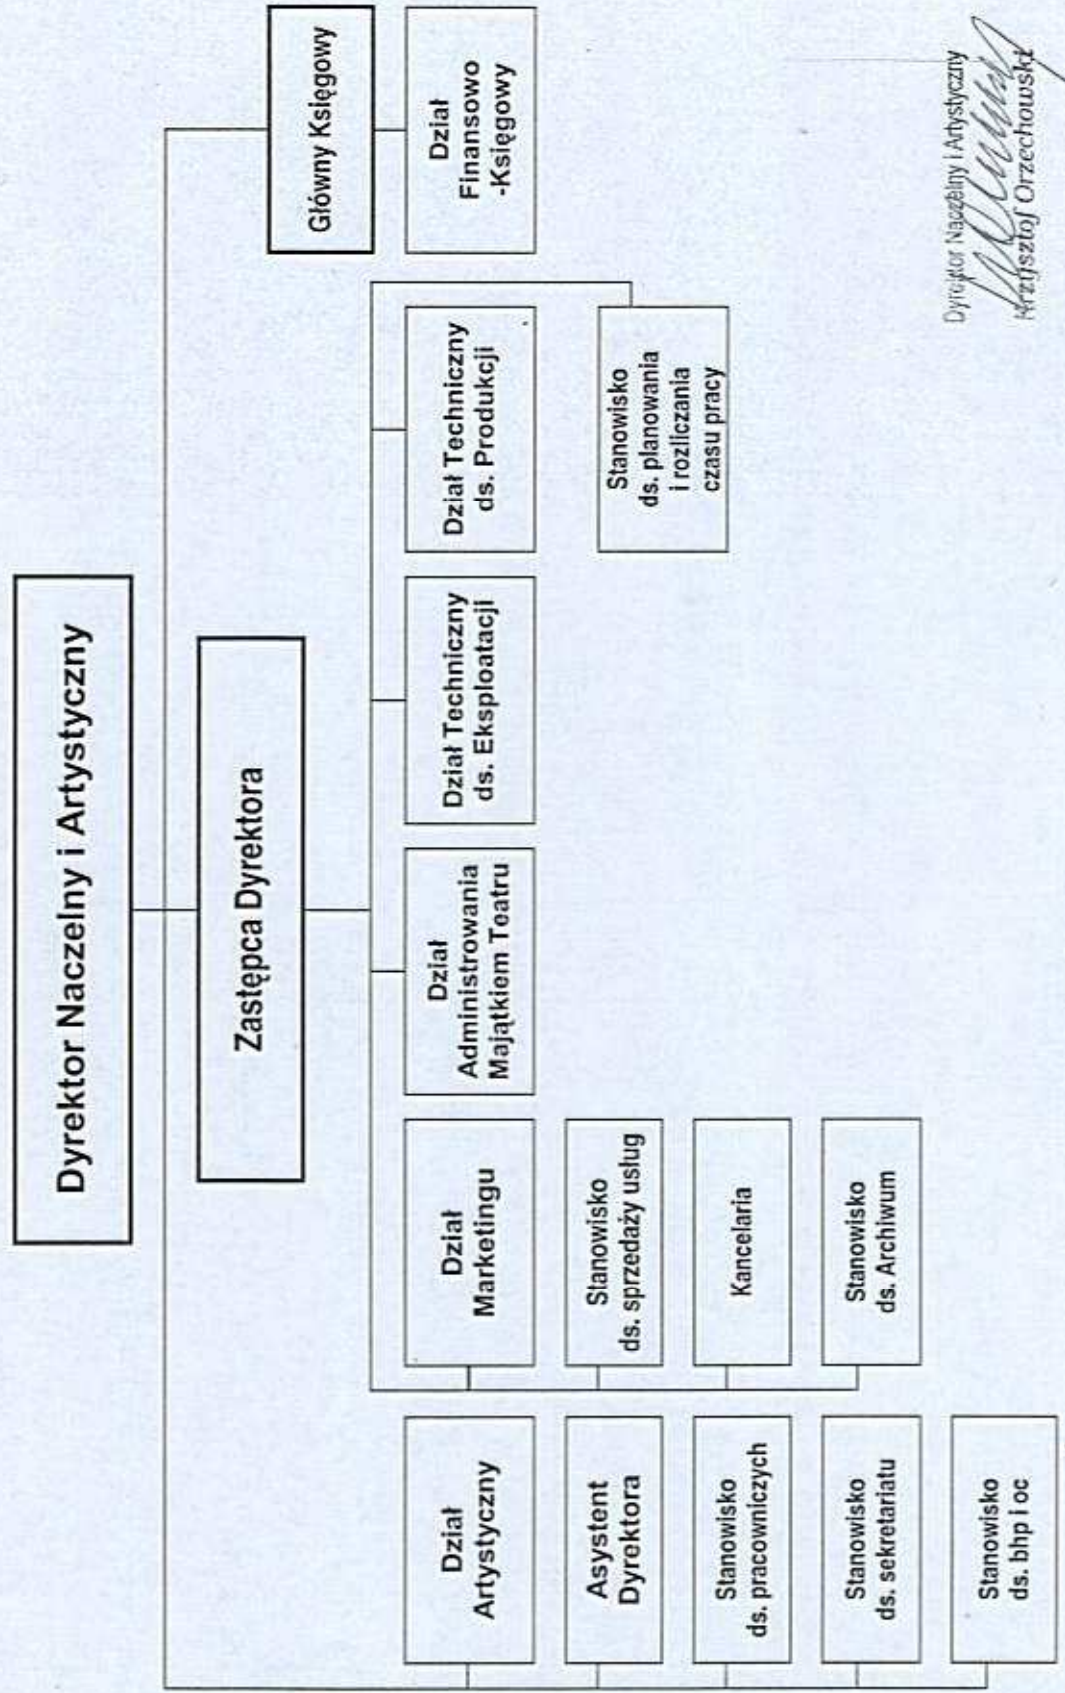 Dyrektor Naczelny i Artystyczny
Zastępca Dyrektora
Główny Księgowy
Dział
Artystyczny
Dział
Marketingu
Dział
Administrowania
Majątkiem Teatru
Dział Techniczny
ds. Eksploatacji
Dział Techniczny
ds. Produkcji
Dział
Finansowo
-Księgowy
Asystent
Dyrektora
Stanowisko
ds. sprzedaży usług
Stanowisko
ds. planowania
i rozliczania
czasu pracy
Stanowisko
ds. pracowniczych
Kancelaria
Stanowisko
ds. sekretariatu
Stanowisko
ds. Archiwum
Stanowisko
ds. bhp i oc
Dyrektor Naczelny i Artystyczny
Krzysztof Orzechowski